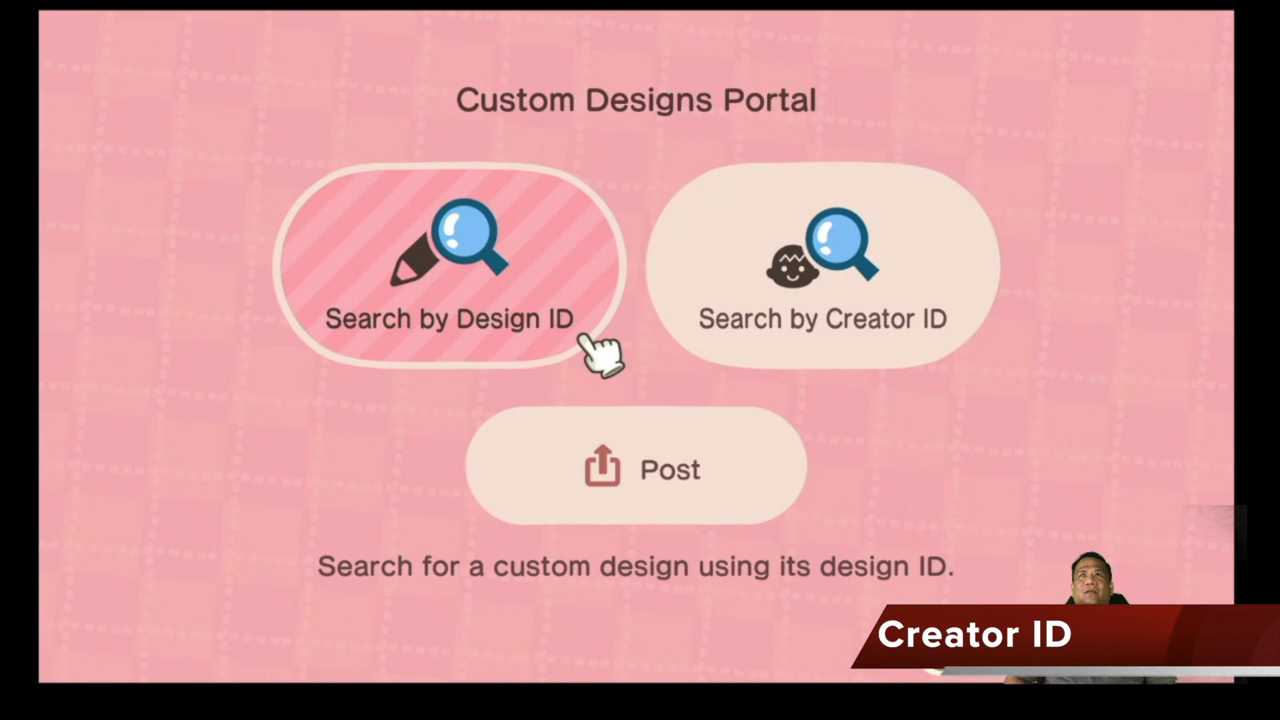 Custom Designs Portal
Search by Design ID
Search by Creator ID
Post
Search for a custom design using its design ID.
Creator ID